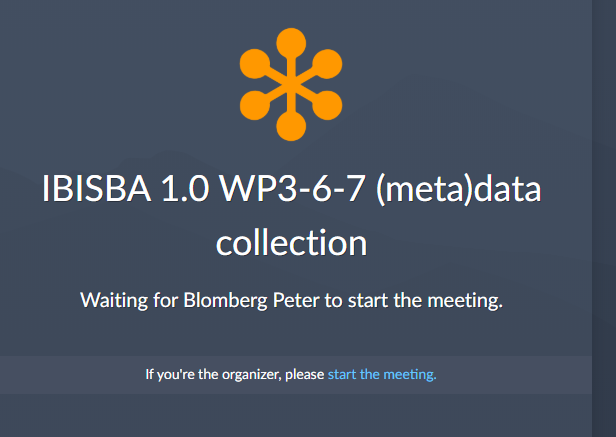 IBISBA 1.0 WP3-6-7 (meta)data
collection
Waiting for Blomberg Peter to start the meeting.
If you're the organizer, please start the meeting.